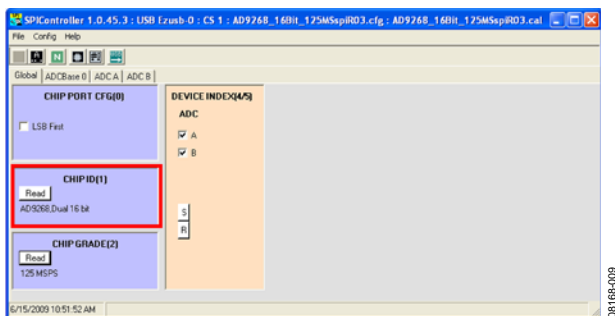 SPIController 1.0.45.3 : USB Ezusb-0 : CS 1 : AD9268_16Bit_125MSspiR03.cfg : AD9268_16Bit_125MSspiR03.cal
File Config Help
Global ADCBase 0 ADC A ADC B
CHIP PORT CFG(0)
LSB First
DEVICE INDEX(4/5)
ADC
A
B
CHIP ID(1)
Read
AD9268,Dual 16 bit
S
R
CHIP GRADE(2)
Read
125 MSPS
6/15/2009 10:51:52 AM
08168-009